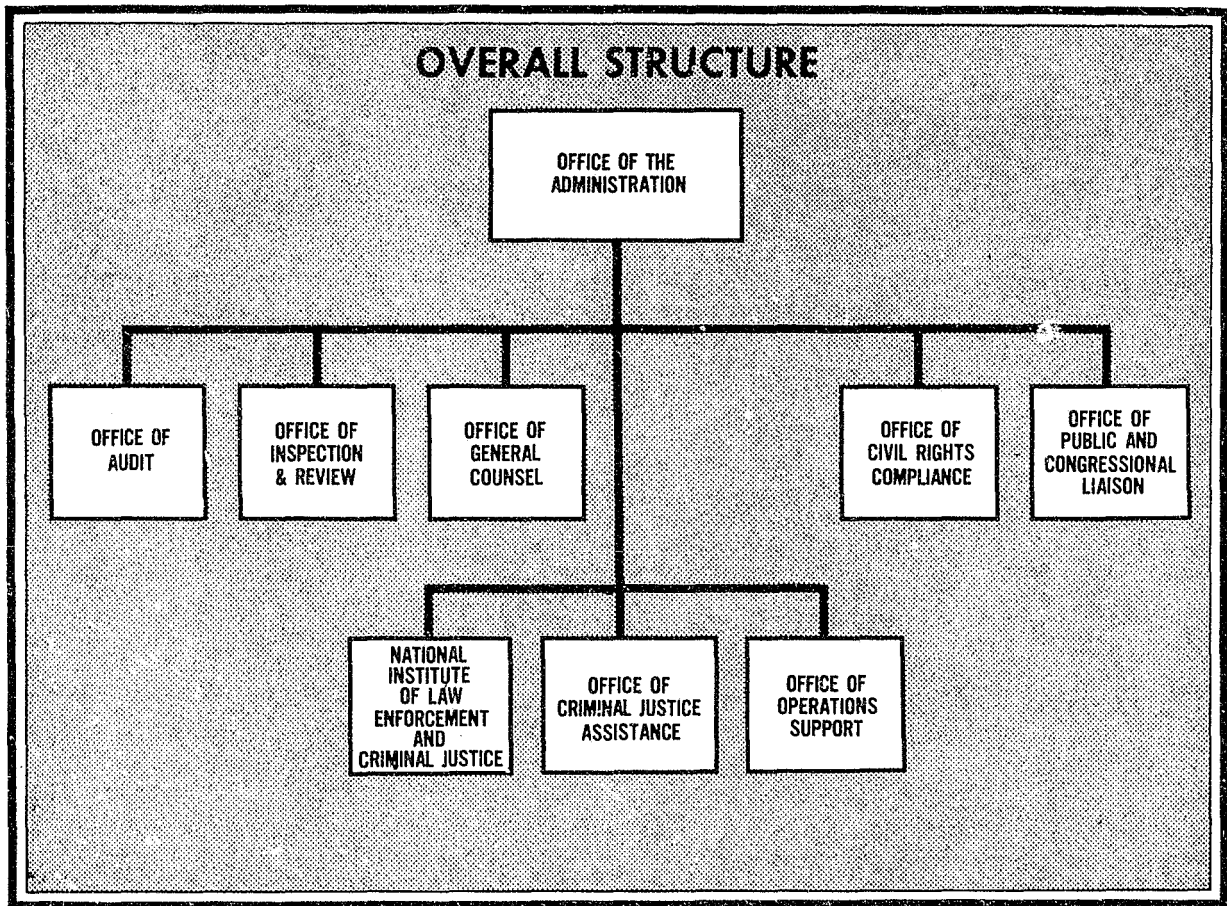 OVERALL STRUCTURE
OFFICE OF THE
ADMINISTRATION
OFFICE OF
AUDIT
OFFICE OF
INSPECTION
& REVIEW
OFFICE OF
GENERAL
COUNSEL
OFFICE OF
CIVIL RIGHTS
COMPLIANCE
OFFICE OF
PUBLIC AND
CONGRESSIONAL
LIAISON
NATIONAL
INSTITUTE
OF LAW
ENFORCEMENT
AND
CRIMINAL JUSTICE
OFFICE OF
CRIMINAL JUSTICE
ASSISTANCE
OFFICE OF
OPERATIONS
SUPPORT